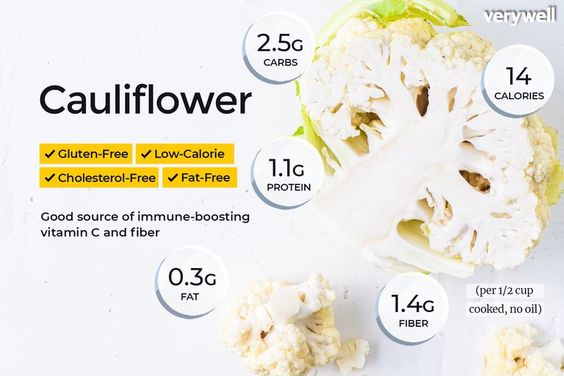 verywell
2.5G
CARBS
14
CALORIES
Cauliflower
✓ Gluten-Free ✓ Low-Calorie
✓ Cholesterol-Free ✓ Fat-Free
1.1G
PROTEIN
Good source of immune-boosting
vitamin C and fiber
0.3G
FAT
1.4G
FIBER
(per 1/2 cup
cooked, no oil)